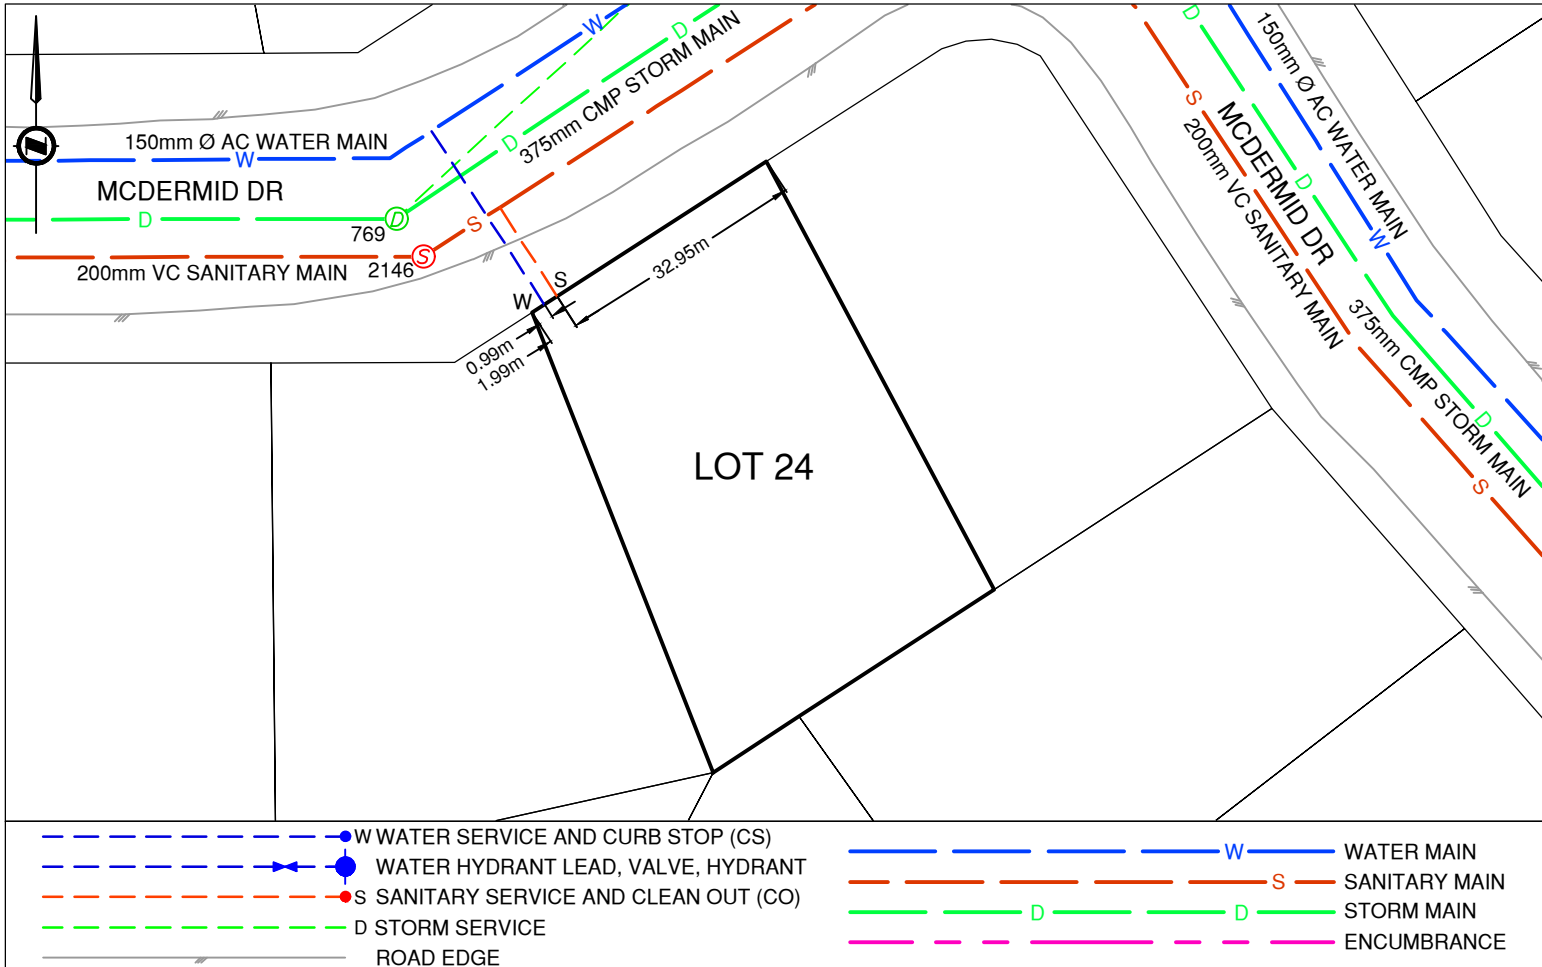 W
D
375mm CMP STORM MAIN
D
150mm Ø AC WATER MAIN
W
N
MCDERMID DR
D
D
769
S
200mm VC SANITARY MAIN
2146
S
W
S
32.95m
0.99m
1.99m
LOT 24
D
150mm Ø AC WATER MAIN
S
MCDERMID DR
200mm VC SANITARY MAIN
D
W
375mm CMP STORM MAIN
D
S
W WATER SERVICE AND CURB STOP (CS)
WATER HYDRANT LEAD, VALVE, HYDRANT
S SANITARY SERVICE AND CLEAN OUT (CO)
D STORM SERVICE
ROAD EDGE
W WATER MAIN
S SANITARY MAIN
D D STORM MAIN
ENCUMBRANCE